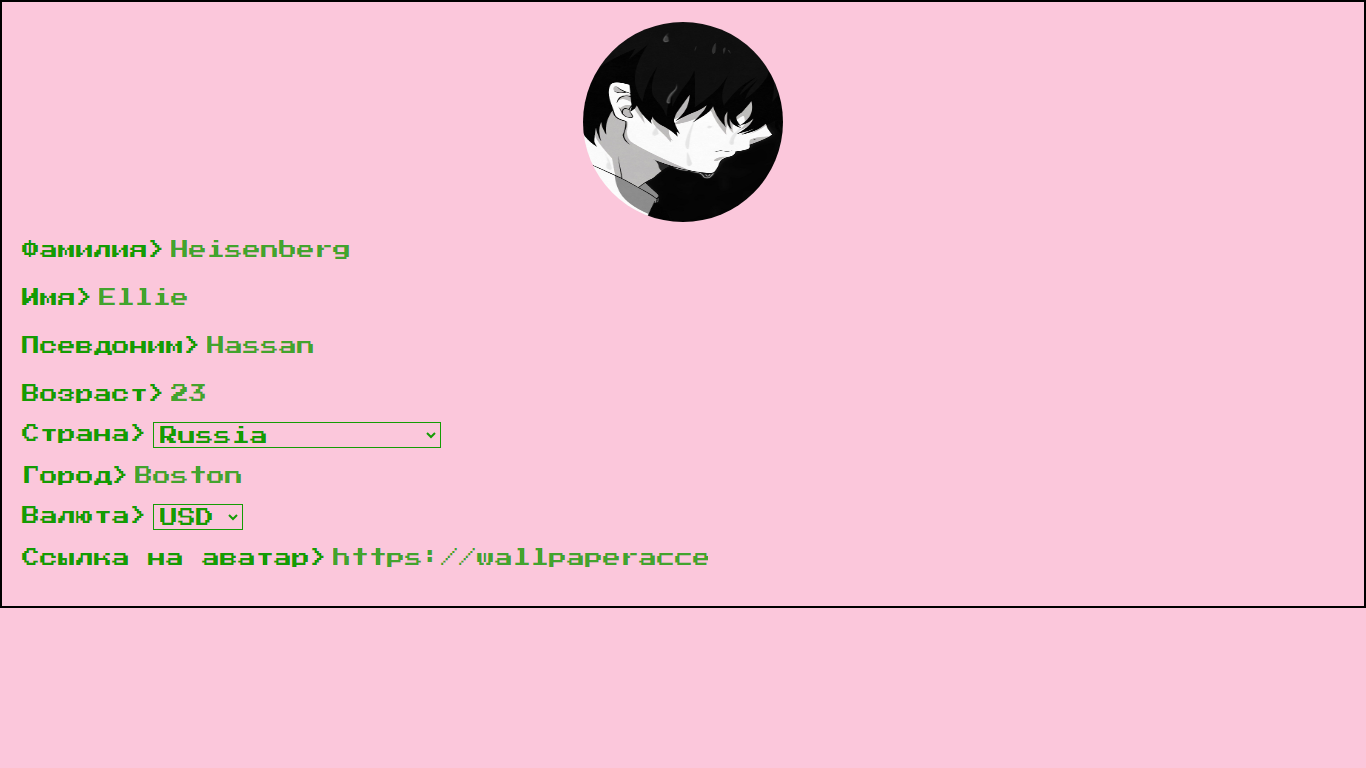 Фамилия> Heisenberg
Имя> Ellie
Псевдоним> Hassan
Возраст> 23
Страна> Russia
Город> Boston
Валюта> USD
Ссылка на аватар> https://wallpaperacce